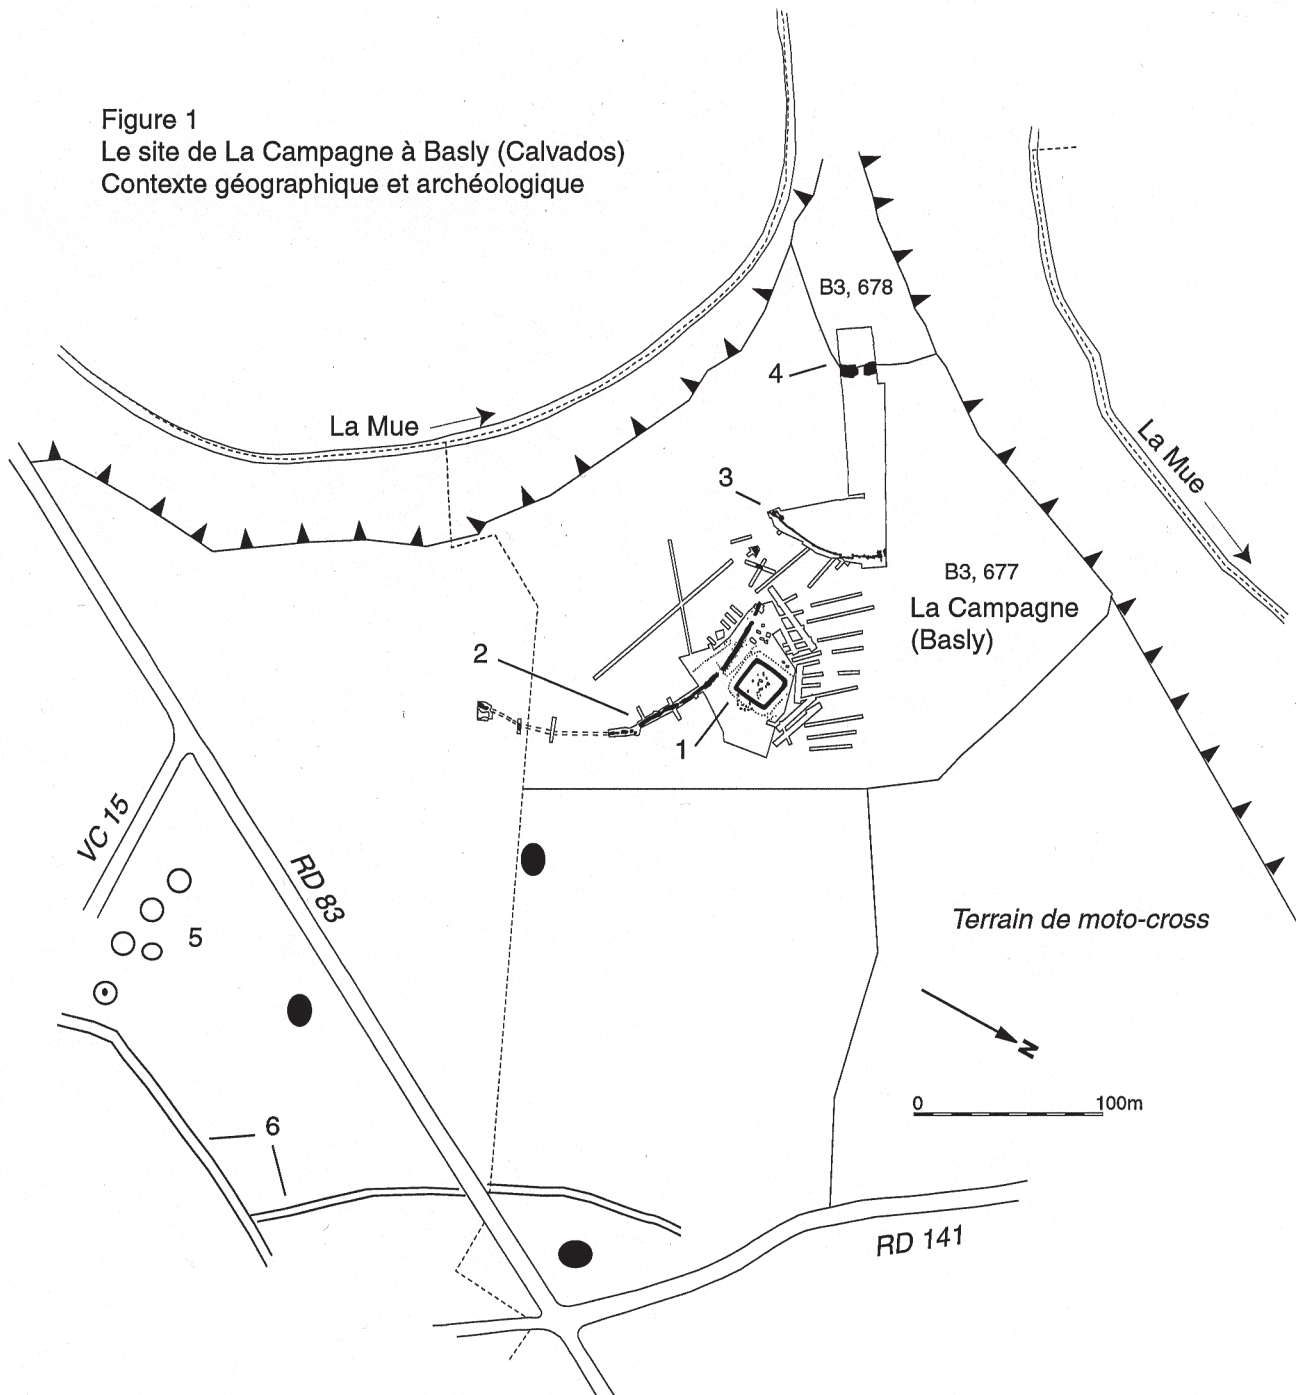 Figure 1
Le site de La Campagne à Basly (Calvados)
Contexte géographique et archéologique
B3, 678
4
La Mue
La Mue
3
B3, 677
La Campagne
(Basly)
2
1
VC 15
RD 83
5
Terrain de moto-cross
N
0 100m
6
RD 141